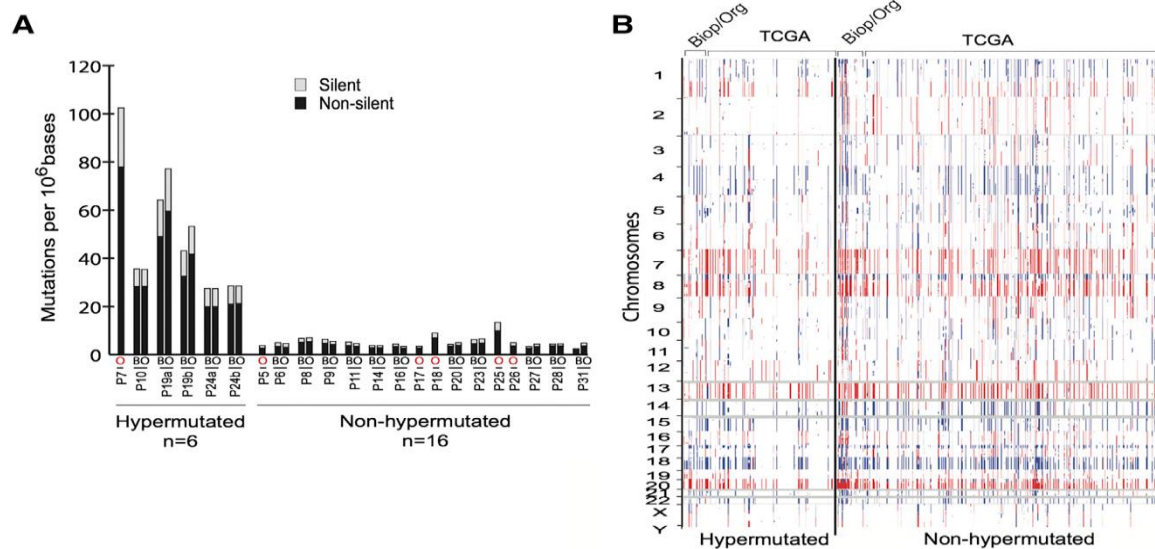 A
Mutations per 10⁶bases
120
100
80
60
40
20
0
Silent
Non-silent
O BO BO BO BO BO O BO BO BO BO BO BO O O BO BO O O BO BO BO
P7 P10 P19a P19b P24a P24b P5 P6 P8 P9 P11 P14 P16 P17 P18 P20 P23 P25 P26 P27 P28 P31
Hypermutated
n=6
Non-hypermutated
n=16
B
Biop/Org
TCGA
Biop/Org
TCGA
Chromosomes
1
2
3
4
5
6
7
8
9
10
11
12
13
14
15
16
17
18
19
20
21
22
X
Y
Hypermutated
Non-hypermutated